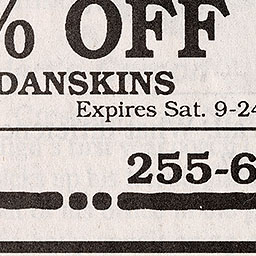 % OFF
DANSKINS
Expires Sat. 9-24
255-6